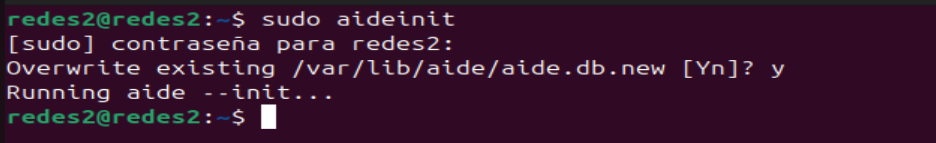 redes2@redes2:~$ sudo aideinit
[sudo] contraseña para redes2:
Overwrite existing /var/lib/aide/aide.db.new [Yn]? y
Running aide --init...
redes2@redes2:~$